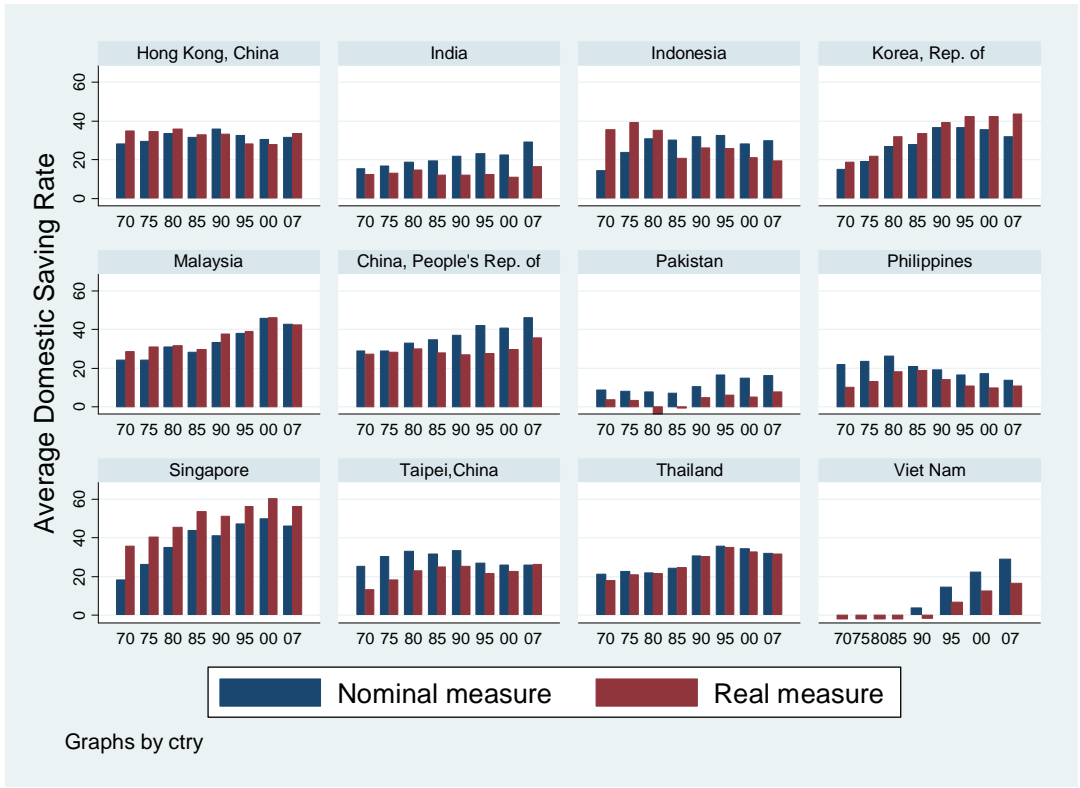 Average Domestic Saving Rate
Hong Kong, China
India
Indonesia
Korea, Rep. of
60
40
20
0
70 75 80 85 90 95 00 07
70 75 80 85 90 95 00 07
70 75 80 85 90 95 00 07
70 75 80 85 90 95 00 07
Malaysia
China, People's Rep. of
Pakistan
Philippines
60
40
20
0
70 75 80 85 90 95 00 07
70 75 80 85 90 95 00 07
70 75 80 85 90 95 00 07
70 75 80 85 90 95 00 07
Singapore
Taipei,China
Thailand
Viet Nam
60
40
20
0
70 75 80 85 90 95 00 07
70 75 80 85 90 95 00 07
70 75 80 85 90 95 00 07
70758085 90 95 00 07
Nominal measure
Real measure
Graphs by ctry